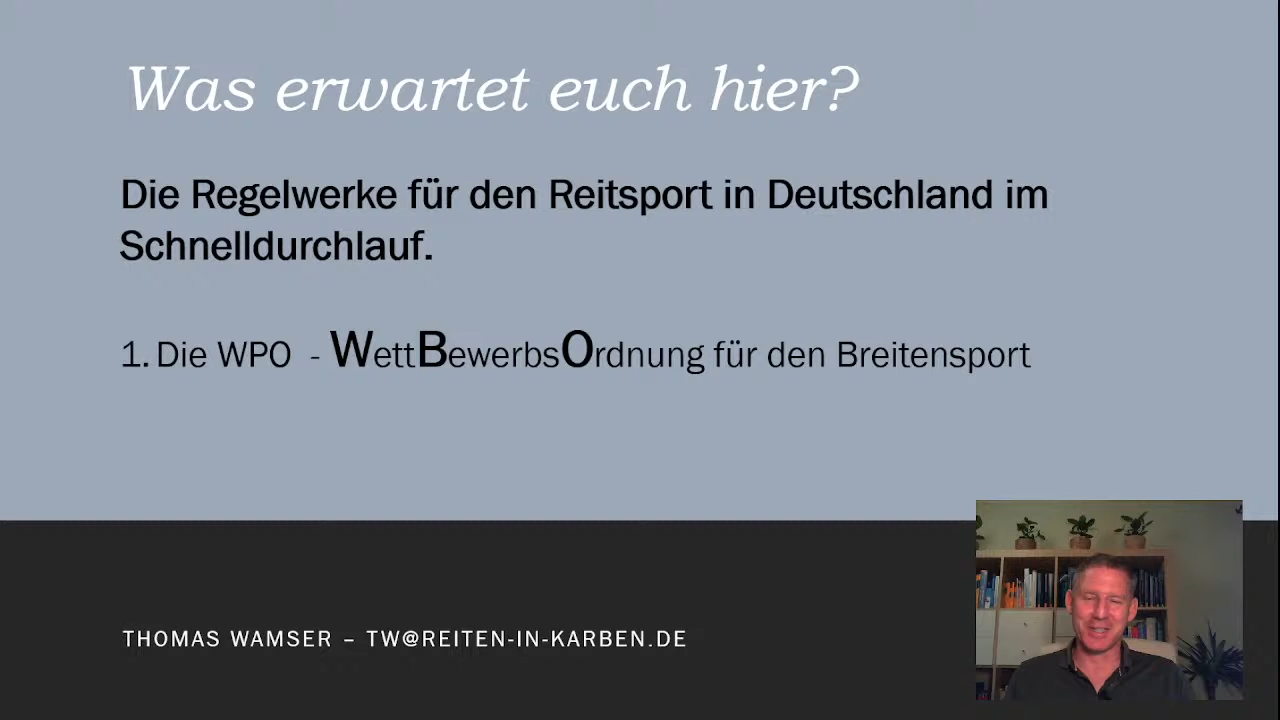 Was erwartet euch hier?
Die Regelwerke für den Reitsport in Deutschland im
Schnelldurchlauf.
1. Die WPO - WettBewerbsOrdnung für den Breitensport
THOMAS WAMSER – TW@REITEN-IN-KARBEN.DE